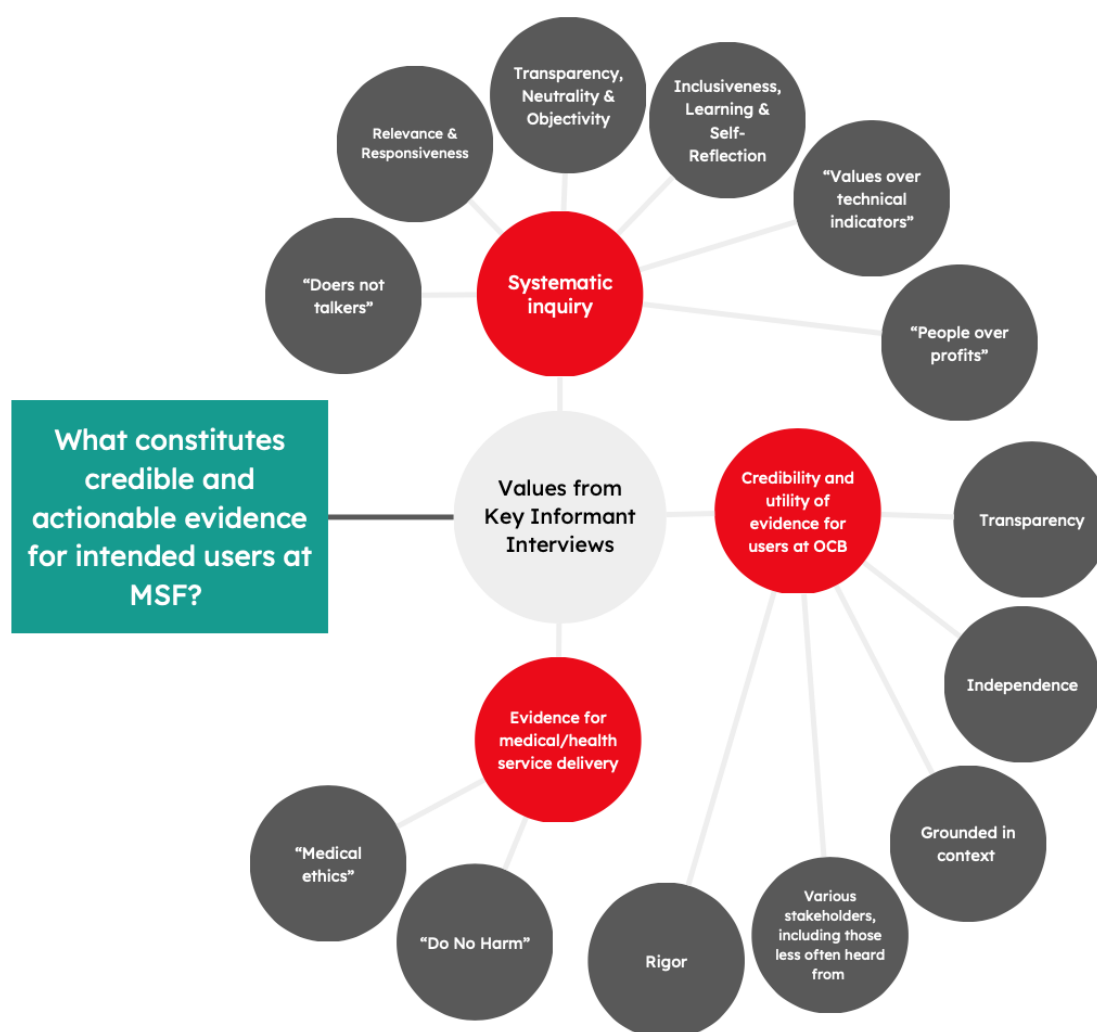 Transparency,
Neutrality &
Objectivity
Inclusiveness,
Learning &
Self-
Reflection
Relevance &
Responsiveness
“Values over
technical
indicators”
“Doers not
talkers”
Systematic
inquiry
“People over
profits”
What constitutes
credible and
actionable evidence
for intended users at
MSF?
Values from
Key Informant
Interviews
Credibility and
utility of
evidence for
users at OCB
Transparency
Independence
Evidence for
medical/health
service delivery
Grounded in
context
“Medical
ethics”
“Do No Harm”
Rigor
Various
stakeholders,
including those
less often heard
from